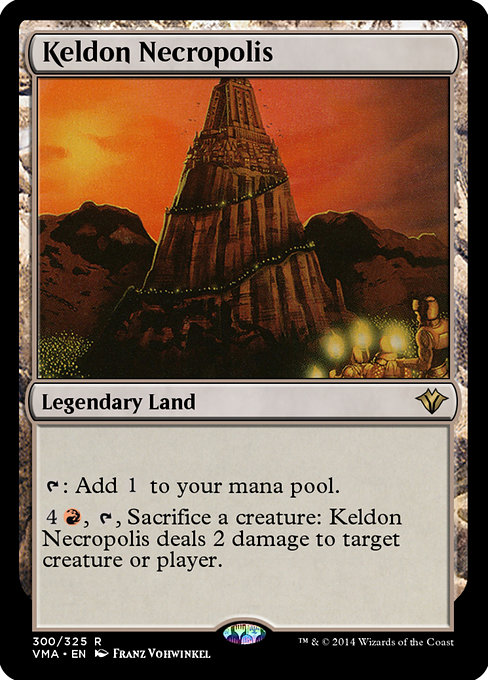 Keldon Necropolis
Legendary Land
: Add 1 to your mana pool.
4 , , Sacrifice a creature: Keldon
Necropolis deals 2 damage to target
creature or player.
300/325 R
VMA • EN Franz Vohwinkel
™ & © 2014 Wizards of the Coast